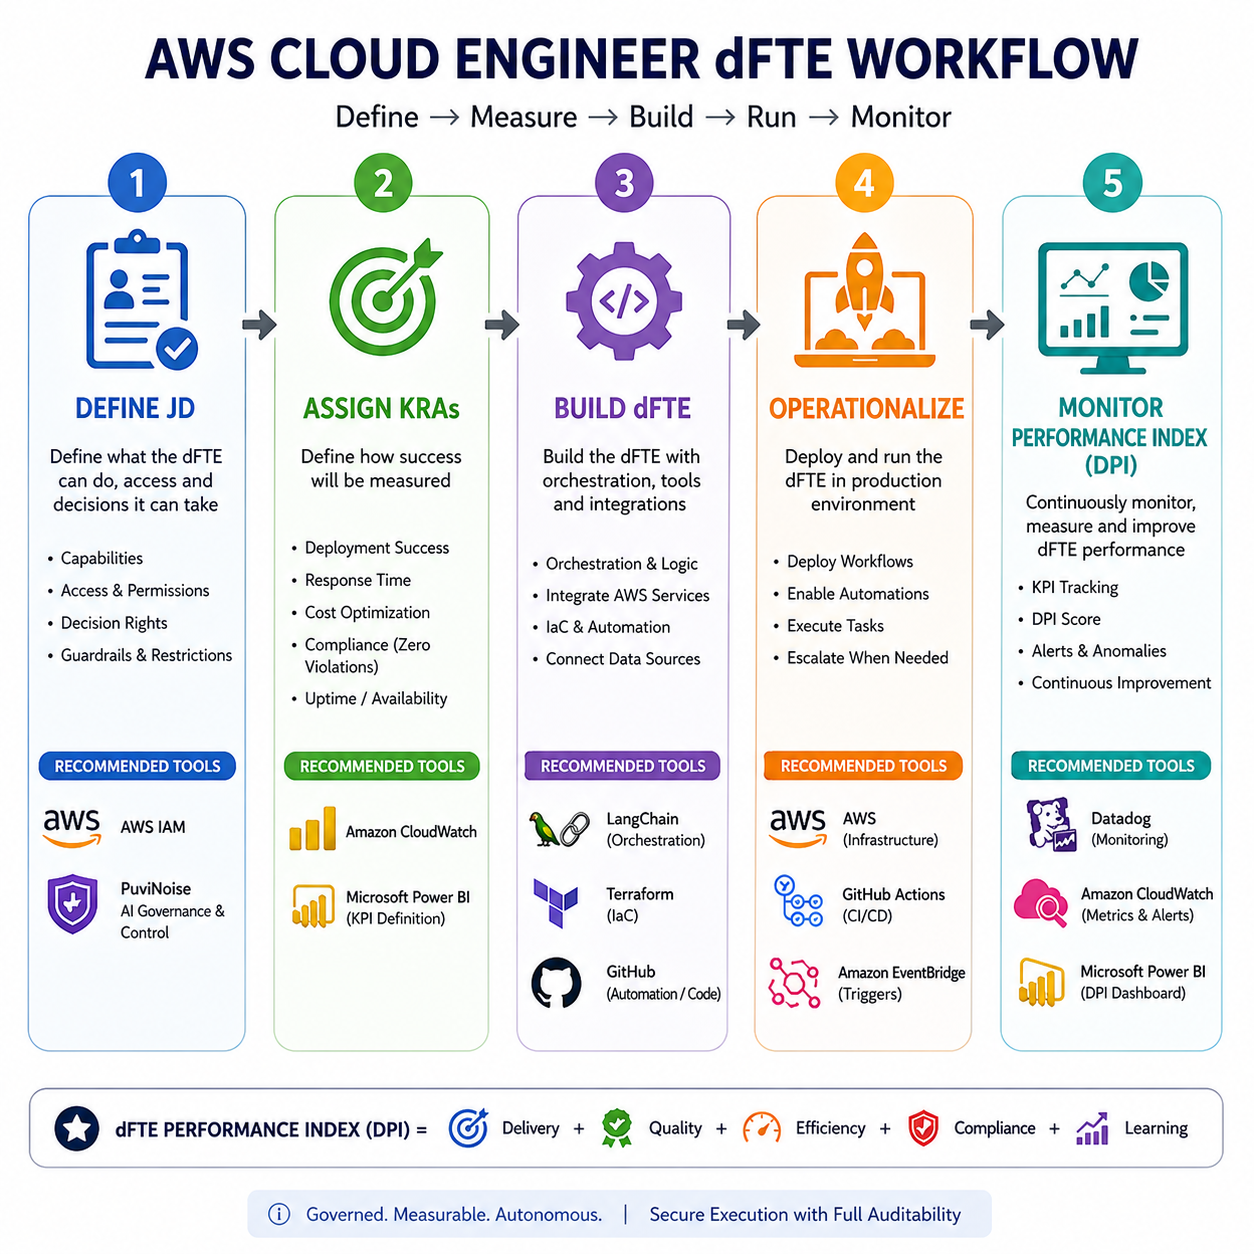 AWS CLOUD ENGINEER dFTE WORKFLOW
Define → Measure → Build → Run → Monitor
1
DEFINE JD
Define what the dFTE
can do, access and
decisions it can take
• Capabilities
• Access & Permissions
• Decision Rights
• Guardrails & Restrictions
RECOMMENDED TOOLS
aws
AWS IAM
PuviNoise
AI Governance &
Control
2
ASSIGN KRAs
Define how success
will be measured
• Deployment Success
• Response Time
• Cost Optimization
• Compliance (Zero
Violations)
• Uptime / Availability
RECOMMENDED TOOLS
Amazon CloudWatch
Microsoft Power BI
(KPI Definition)
3
</>
BUILD dFTE
Build the dFTE with
orchestration, tools
and integrations
• Orchestration & Logic
• Integrate AWS Services
• IaC & Automation
• Connect Data Sources
RECOMMENDED TOOLS
LangChain
(Orchestration)
Terraform
(IaC)
GitHub
(Automation / Code)
4
OPERATIONALIZE
Deploy and run the
dFTE in production
environment
• Deploy Workflows
• Enable Automations
• Execute Tasks
• Escalate When Needed
RECOMMENDED TOOLS
aws
AWS
(Infrastructure)
GitHub Actions
(CI/CD)
Amazon EventBridge
(Triggers)
5
MONITOR
PERFORMANCE INDEX
(DPI)
Continuously monitor,
measure and improve
dFTE performance
• KPI Tracking
• DPI Score
• Alerts & Anomalies
• Continuous Improvement
RECOMMENDED TOOLS
Datadog
(Monitoring)
Amazon CloudWatch
(Metrics & Alerts)
Microsoft Power BI
(DPI Dashboard)
dFTE PERFORMANCE INDEX (DPI) = Delivery + Quality + Efficiency + Compliance + Learning
Governed. Measurable. Autonomous. | Secure Execution with Full Auditability